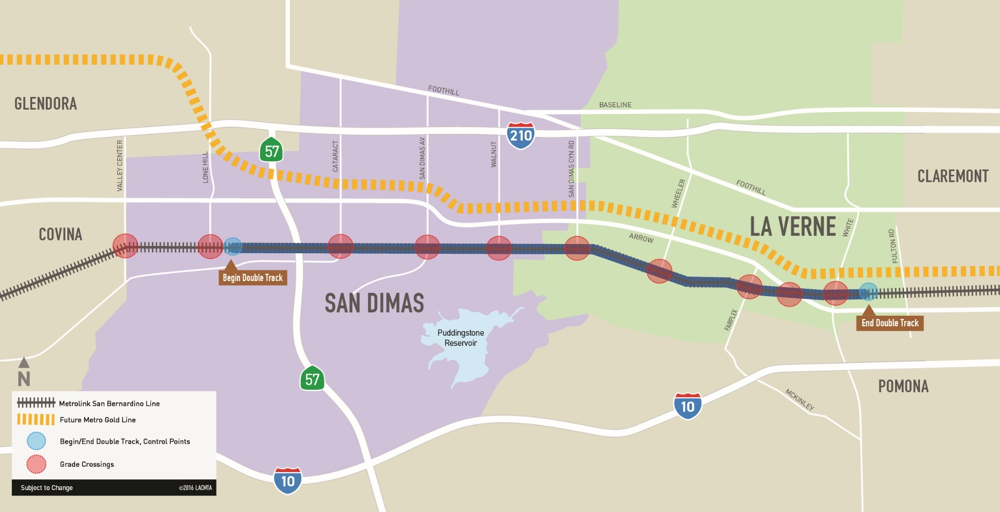 FOOTHILL
BASELINE
GLENDORA
210
57
VALLEY CENTER
LONE HILL
CATARACT
SAN DIMAS AV
WALNUT
SAN DIMAS CYN RD
WHEELER
FOOTHILL
CLAREMONT
COVINA
LA VERNE
WHITE
ARROW
FULTON RD
Begin Double Track
SAN DIMAS
FAIRPLEX
End Double Track
Puddingstone
Reservoir
N
57
POMONA
10
MCKINLEY
Metrolink San Bernardino Line
Future Metro Gold Line
Begin/End Double Track, Control Points
Grade Crossings
10
Subject to Change
©2016 LACMTA